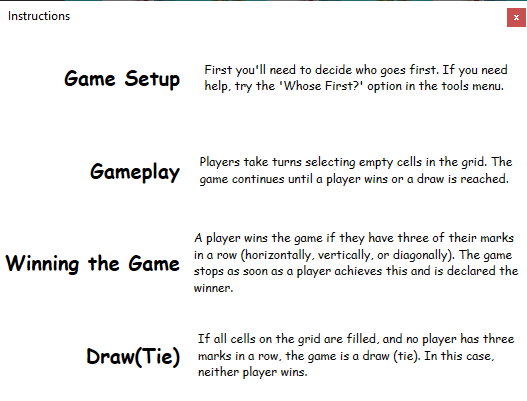 Instructions
x
Game Setup
First you'll need to decide who goes first. If you need
help, try the 'Whose First?' option in the tools menu.
Gameplay
Players take turns selecting empty cells in the grid. The
game continues until a player wins or a draw is reached.
Winning the Game
A player wins the game if they have three of their marks
in a row (horizontally, vertically, or diagonally). The game
stops as soon as a player achieves this and is declared the
winner.
Draw(Tie)
If all cells on the grid are filled, and no player has three
marks in a row, the game is a draw (tie). In this case,
neither player wins.